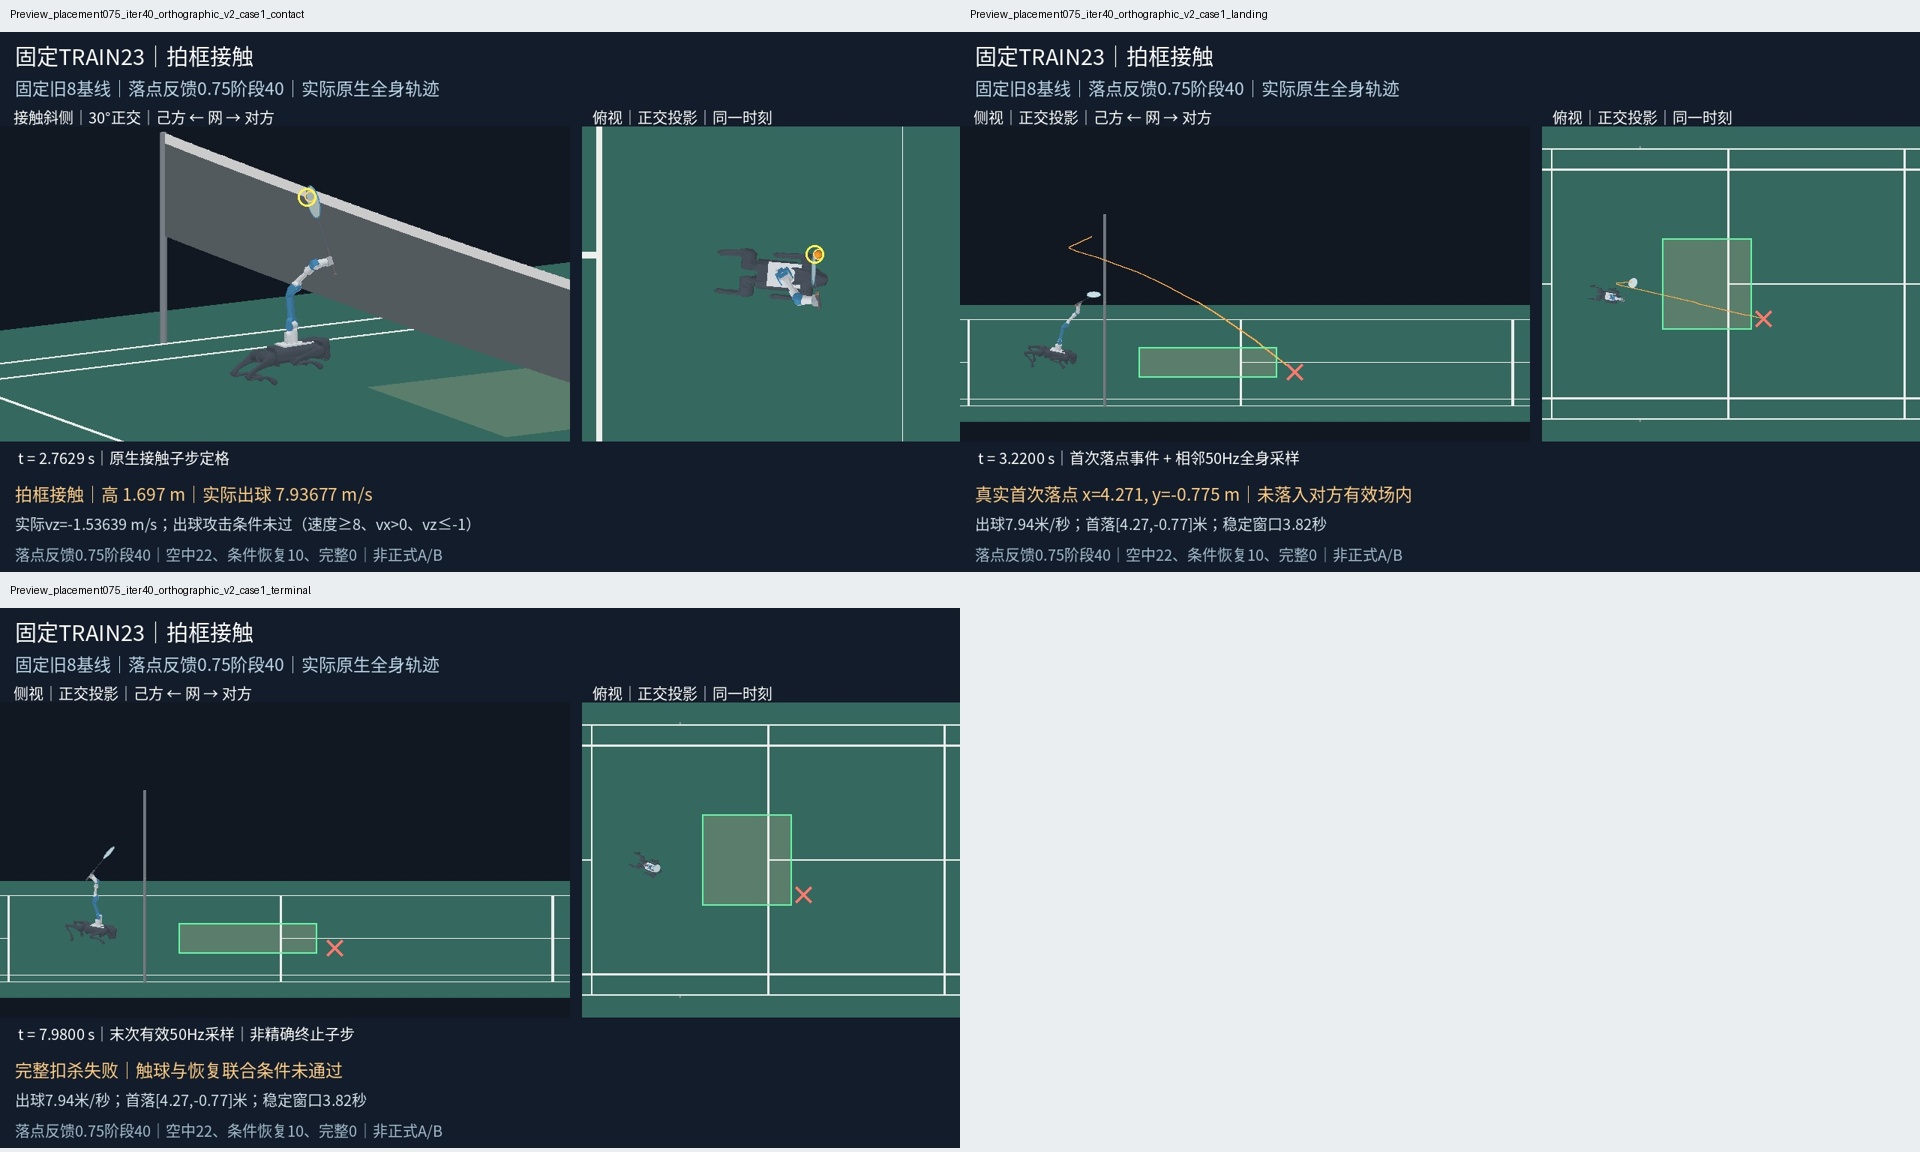 Preview_placement075_iter40_orthographic_v2_case1_contact
固定TRAIN23｜拍框接触
固定旧8基线｜落点反馈0.75阶段40｜实际原生全身轨迹
接触斜侧｜30°正交｜己方 ← 网 → 对方
俯视｜正交投影｜同一时刻
t = 2.7629 s｜原生接触子步定格
拍框接触｜高 1.697 m｜实际出球 7.93677 m/s
实际vz=-1.53639 m/s；出球攻击条件未过（速度≥8、vx>0、vz≤-1）
落点反馈0.75阶段40｜空中22、条件恢复10、完整0｜非正式A/B
Preview_placement075_iter40_orthographic_v2_case1_landing
固定TRAIN23｜拍框接触
固定旧8基线｜落点反馈0.75阶段40｜实际原生全身轨迹
侧视｜正交投影｜己方 ← 网 → 对方
俯视｜正交投影｜同一时刻
t = 3.2200 s｜首次落点事件 + 相邻50Hz全身采样
真实首次落点 x=4.271, y=-0.775 m｜未落入对方有效场内
出球7.94米/秒；首落[4.27,-0.77]米；稳定窗口3.82秒
落点反馈0.75阶段40｜空中22、条件恢复10、完整0｜非正式A/B
Preview_placement075_iter40_orthographic_v2_case1_terminal
固定TRAIN23｜拍框接触
固定旧8基线｜落点反馈0.75阶段40｜实际原生全身轨迹
侧视｜正交投影｜己方 ← 网 → 对方
俯视｜正交投影｜同一时刻
t = 7.9800 s｜末次有效50Hz采样｜非精确终止子步
完整扣杀失败｜触球与恢复联合条件未通过
出球7.94米/秒；首落[4.27,-0.77]米；稳定窗口3.82秒
落点反馈0.75阶段40｜空中22、条件恢复10、完整0｜非正式A/B